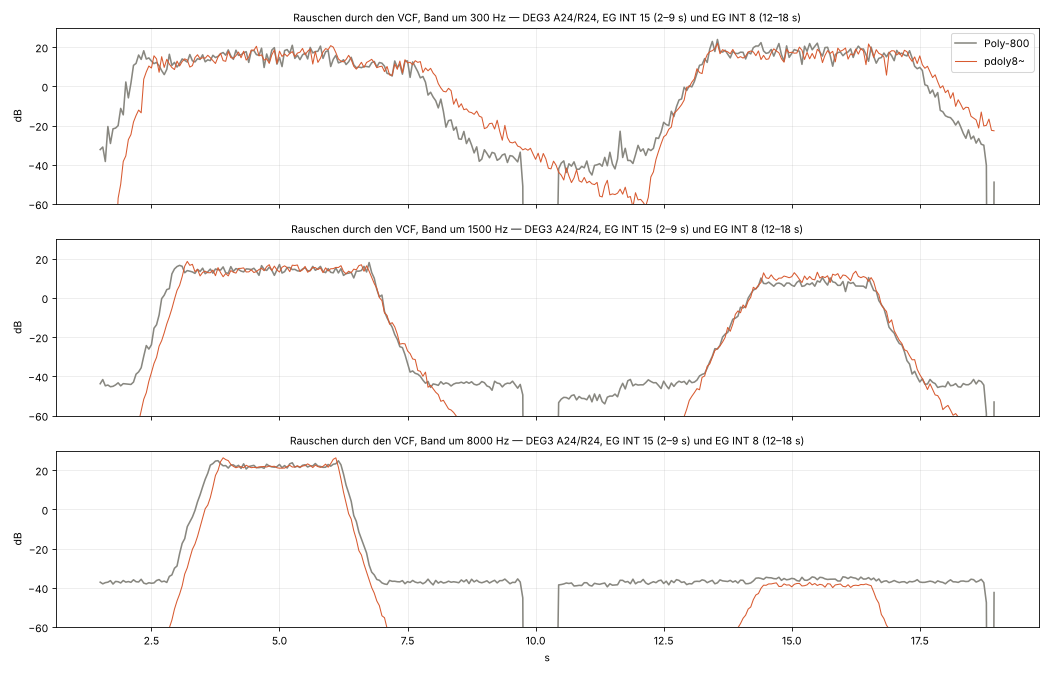 Rauschen durch den VCF, Band um 300 Hz — DEG3 A24/R24, EG INT 15 (2–9 s) und EG INT 8 (12–18 s)
20
0
−20
−40
−60
dB
Poly-800
pdoly8~
Rauschen durch den VCF, Band um 1500 Hz — DEG3 A24/R24, EG INT 15 (2–9 s) und EG INT 8 (12–18 s)
20
0
−20
−40
−60
dB
Rauschen durch den VCF, Band um 8000 Hz — DEG3 A24/R24, EG INT 15 (2–9 s) und EG INT 8 (12–18 s)
20
0
−20
−40
−60
dB
2.5 5.0 7.5 10.0 12.5 15.0 17.5
s